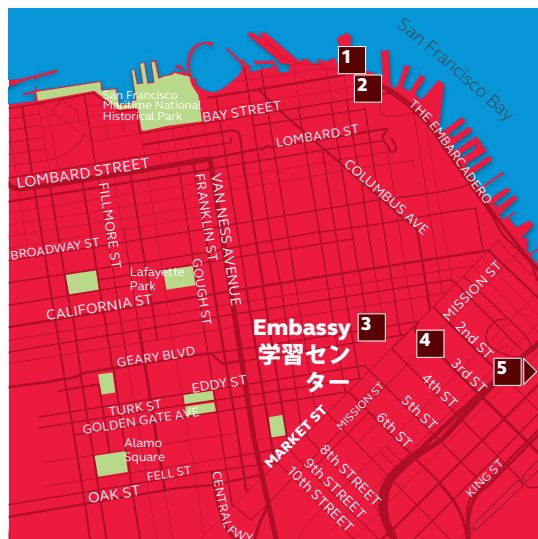 San Francisco Bay
1
2
San Francisco
Maritime National
Historical Park
BAY STREET
THE EMBARCADERO
LOMBARD ST
LOMBARD STREET
COLUMBUS AVE
FILLMORE ST
FRANKLIN ST
VAN NESS AVENUE
BROADWAY ST
Lafayette
Park
GOUGH ST
MISSION ST
CALIFORNIA ST
Embassy
学習セン
ター
3
4
2nd ST
GEARY BLVD
3rd ST
5
EDDY ST
4th ST
TURK ST
GOLDEN GATE AVE
MISSION ST
5th ST
6th ST
MARKET ST
Alamo
Square
8th STREET
9th STREET
10th STREET
FELL ST
OAK ST
CENTRAL FWY
KING ST